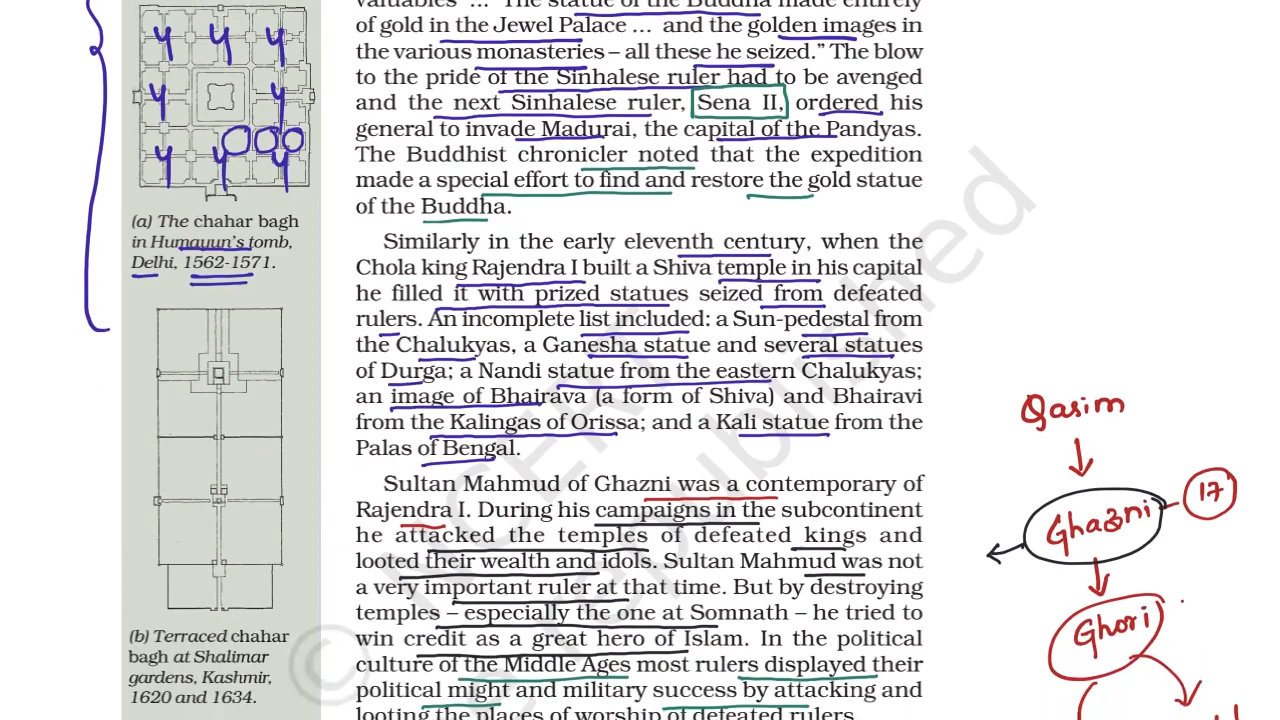 valuables ... The statue of the Buddha made entirely
of gold in the Jewel Palace ... and the golden images in
the various monasteries – all these he seized.” The blow
to the pride of the Sinhalese ruler had to be avenged
and the next Sinhalese ruler, Sena II, ordered his
general to invade Madurai, the capital of the Pandyas.
The Buddhist chronicler noted that the expedition
made a special effort to find and restore the gold statue
of the Buddha.
Similarly in the early eleventh century, when the
Chola king Rajendra I built a Shiva temple in his capital
he filled it with prized statues seized from defeated
rulers. An incomplete list included: a Sun-pedestal from
the Chalukyas, a Ganesha statue and several statues
of Durga; a Nandi statue from the eastern Chalukyas;
an image of Bhairava (a form of Shiva) and Bhairavi
from the Kalingas of Orissa; and a Kali statue from the
Palas of Bengal.
Sultan Mahmud of Ghazni was a contemporary of
Rajendra I. During his campaigns in the subcontinent
he attacked the temples of defeated kings and
looted their wealth and idols. Sultan Mahmud was not
a very important ruler at that time. But by destroying
temples – especially the one at Somnath – he tried to
win credit as a great hero of Islam. In the political
culture of the Middle Ages most rulers displayed their
political might and military success by attacking and
looting the places of worship of defeated rulers.
(a) The chahar bagh
in Humayun's tomb,
Delhi, 1562-1571.
(b) Terraced chahar
bagh at Shalimar
gardens, Kashmir,
1620 and 1634.
Qasim
Ghazni
17
Ghori
© NCERT
republished